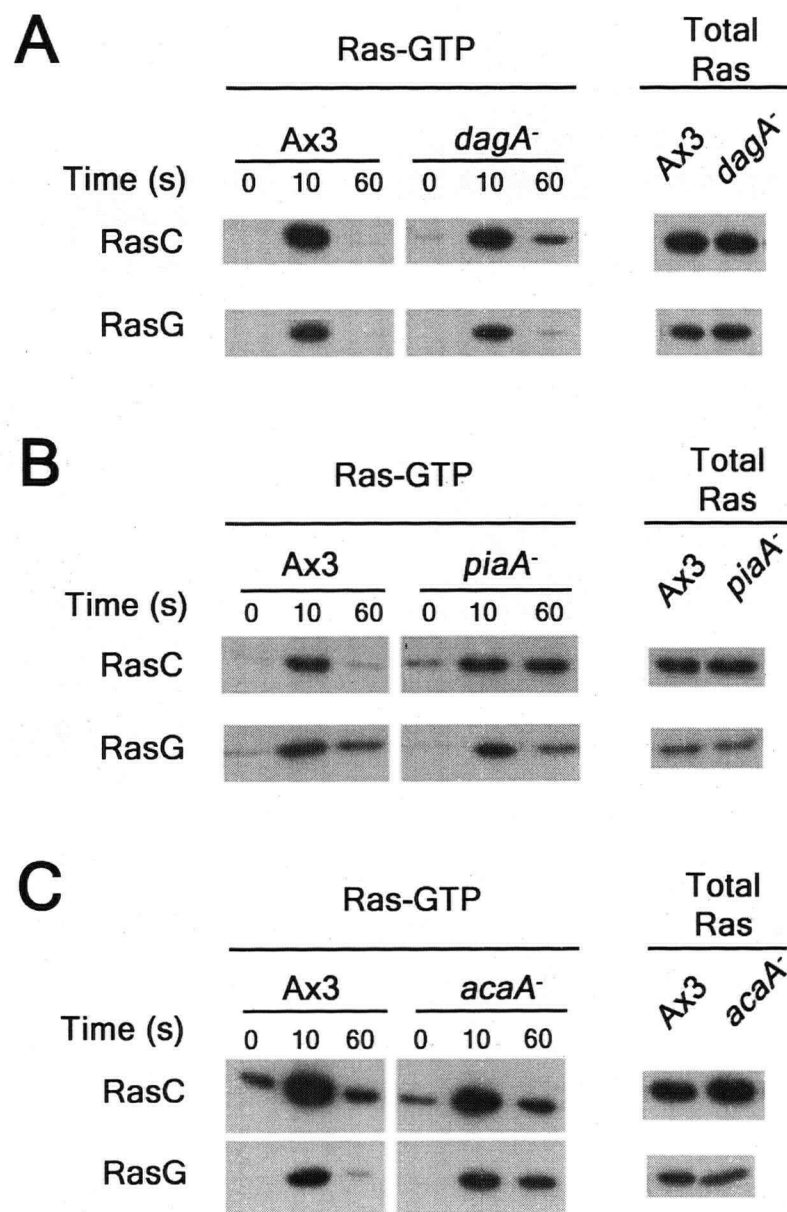 A
Ras-GTP
Total
Ras
Ax3
dagA-
Ax3
dagA-
Time (s)
0
10
60
0
10
60
RasC
RasG
B
Ras-GTP
Total
Ras
Ax3
piaA-
Ax3
piaA-
Time (s)
0
10
60
0
10
60
RasC
RasG
C
Ras-GTP
Total
Ras
Ax3
acaA-
Ax3
acaA-
Time (s)
0
10
60
0
10
60
RasC
RasG